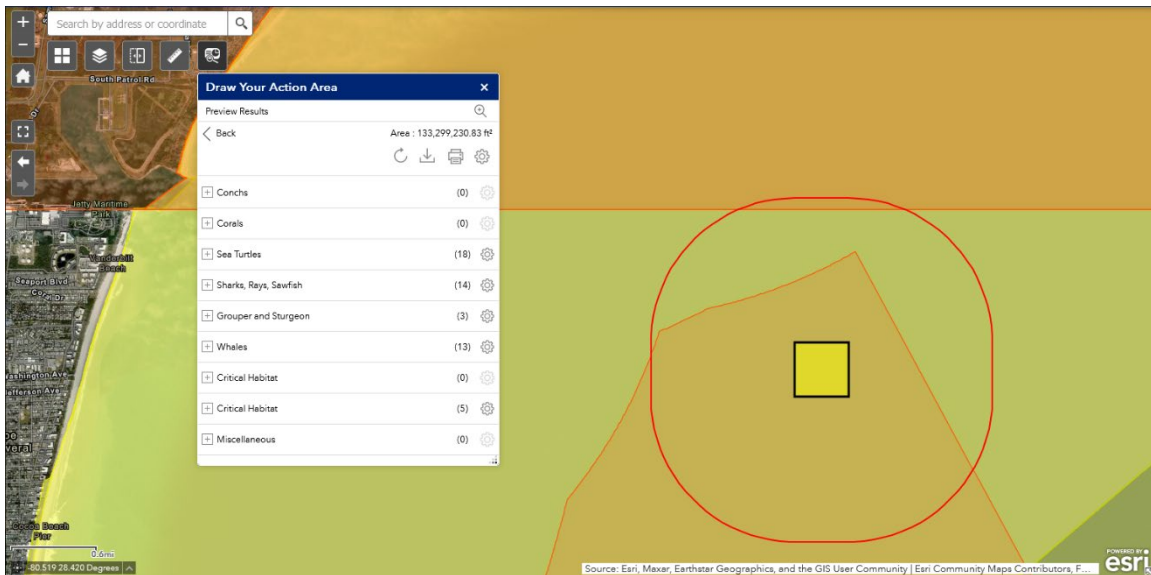 Search by address or coordinate
South Patrol Rd
Draw Your Action Area
Preview Results
Back
Area : 133,299,230.83 ft²
Conchs (0)
Corals (0)
Sea Turtles (18)
Sharks, Rays, Sawfish (14)
Grouper and Sturgeon (3)
Whales (13)
Critical Habitat (0)
Critical Habitat (5)
Miscellaneous (0)
Jetty Maritime
Park
Vanderbilt
Beach
Seaport Blvd
Washington Ave
Jefferson Ave
Cocoa Beach
Pier
0.6mi
-80.519 28.420 Degrees
Source: Esri, Maxar, Earthstar Geographics, and the GIS User Community | Esri Community Maps Contributors, F...
POWERED BY
esri